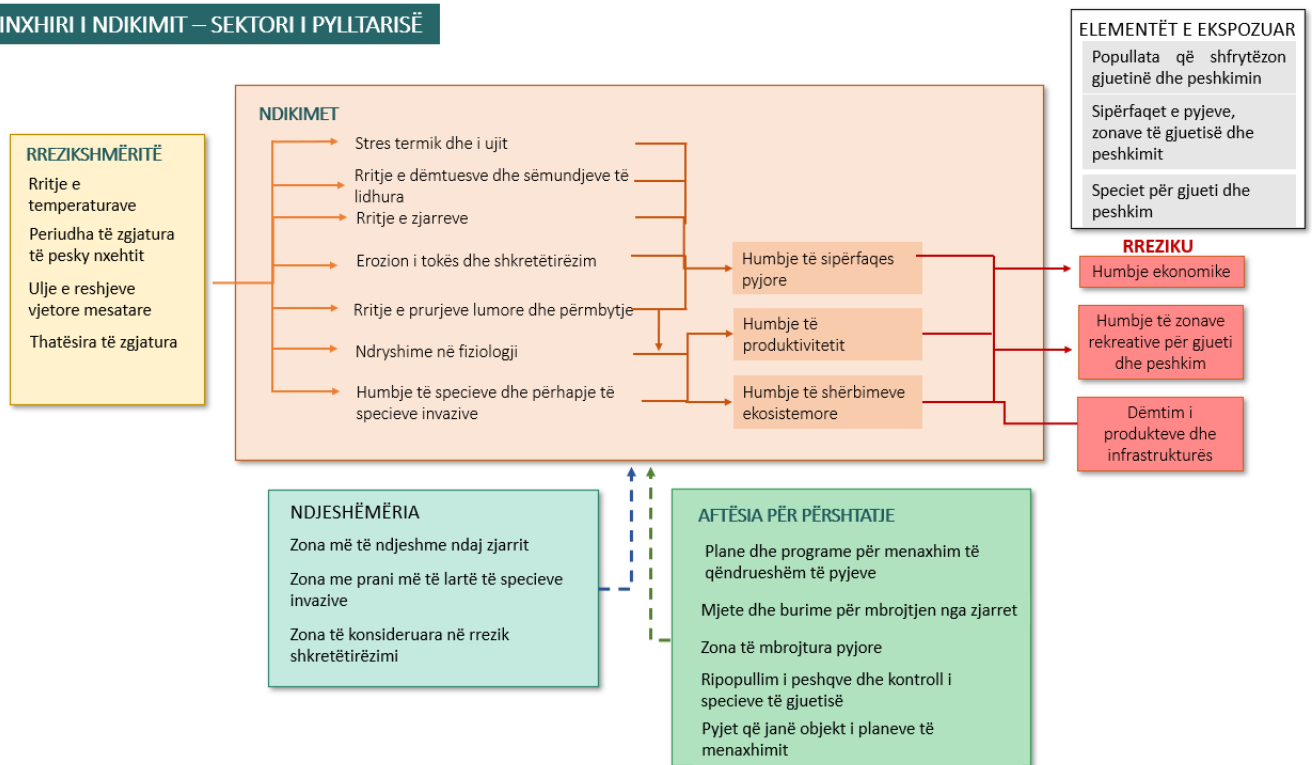 INXHIRI I NDIKIMIT – SEKTORI I PYLLTARISË
ELEMENTËT E EKSPOZUAR
Popullata që shfrytëzon
gjuetinë dhe peshkimin
Sipërfaqet e pyjeve,
zonave të gjuetisë dhe
peshkimit
Speciet për gjueti dhe
peshkim
RREZIKSHMËRITË
Rritje e
temperaturave
Periudha të zgjatura
të pesky nxehtit
Ulje e reshjeve
vjetore mesatare
Thatësira të zgjatura
NDIKIMET
Stres termik dhe i ujit
Rritje e dëmtuesve dhe sëmundjeve të
lidhura
Rritje e zjarreve
Erozion i tokës dhe shkretëtirëzim
Rritje e prurjeve lumore dhe përmbytje
Ndryshime në fiziologji
Humbje të specieve dhe përhapje të
specieve invazive
Humbje të sipërfaqes
pyjore
Humbje të
produktivitetit
Humbje të shërbimeve
ekosistemore
RREZIKU
Humbje ekonomike
Humbje të zonave
rekreative për gjueti
dhe peshkim
Dëmtim i
produkteve dhe
infrastrukturës
NDJESHËMËRIA
Zona më të ndjeshme ndaj zjarrit
Zona me prani më të lartë të specieve
invazive
Zona të konsideruara në rrezik
shkretëtirëzimi
AFTËSIA PËR PËRSHTATJE
Plane dhe programe për menaxhim të
qëndrueshëm të pyjeve
Mjete dhe burime për mbrojtjen nga zjarret
Zona të mbrojtura pyjore
Ripopullim i peshqve dhe kontroll i
specieve të gjuetisë
Pyjet që janë objekt i planeve të
menaxhimit